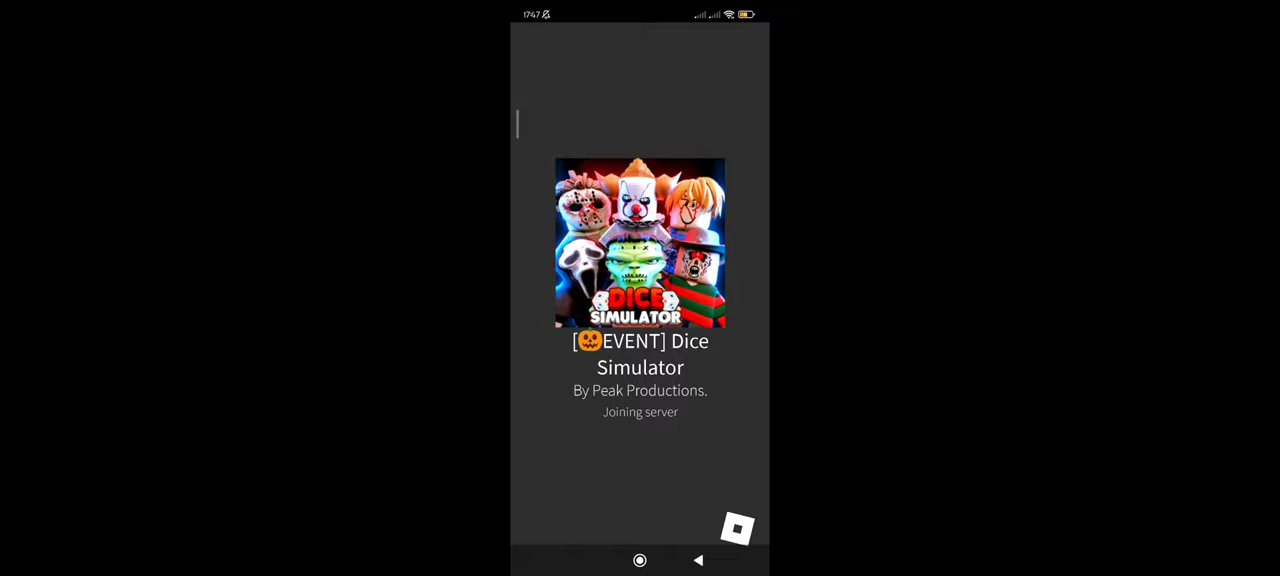 17:47
DICE
SIMULATOR
[🎃EVENT] Dice
Simulator
By Peak Productions.
Joining server